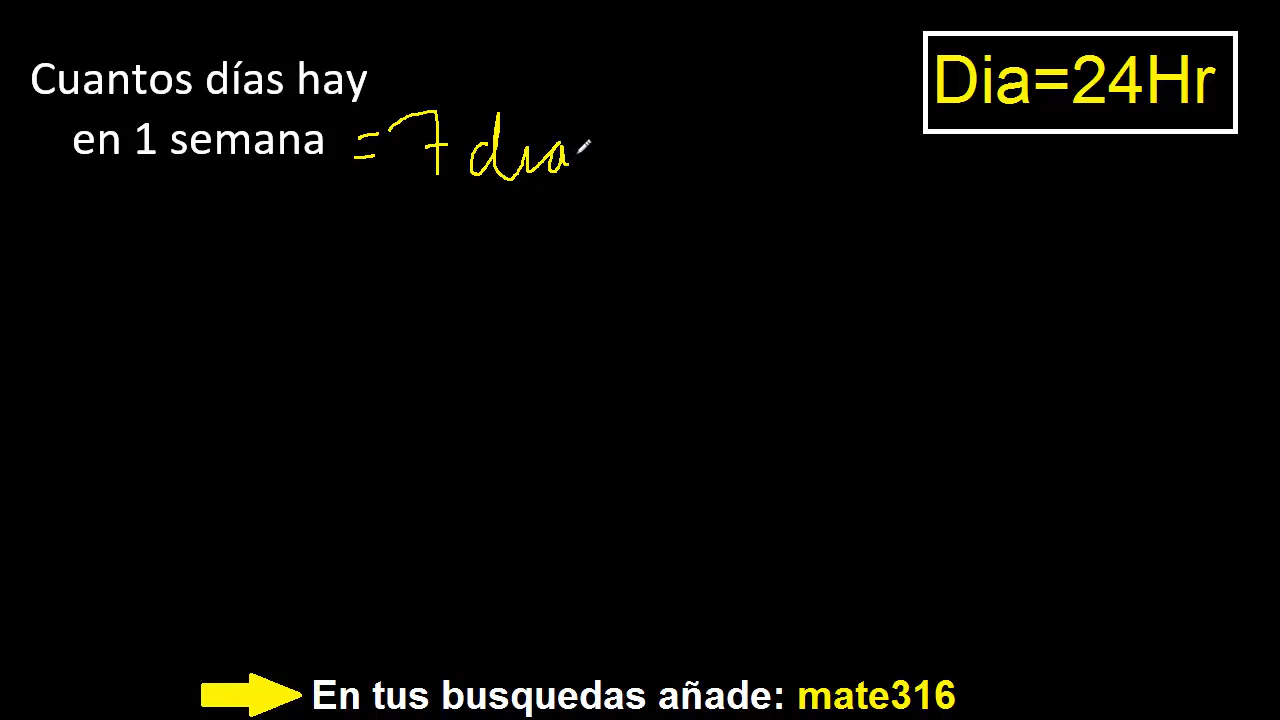 Cuantos días hay
en 1 semana = 7 dia
Dia=24Hr
En tus busquedas añade: mate316